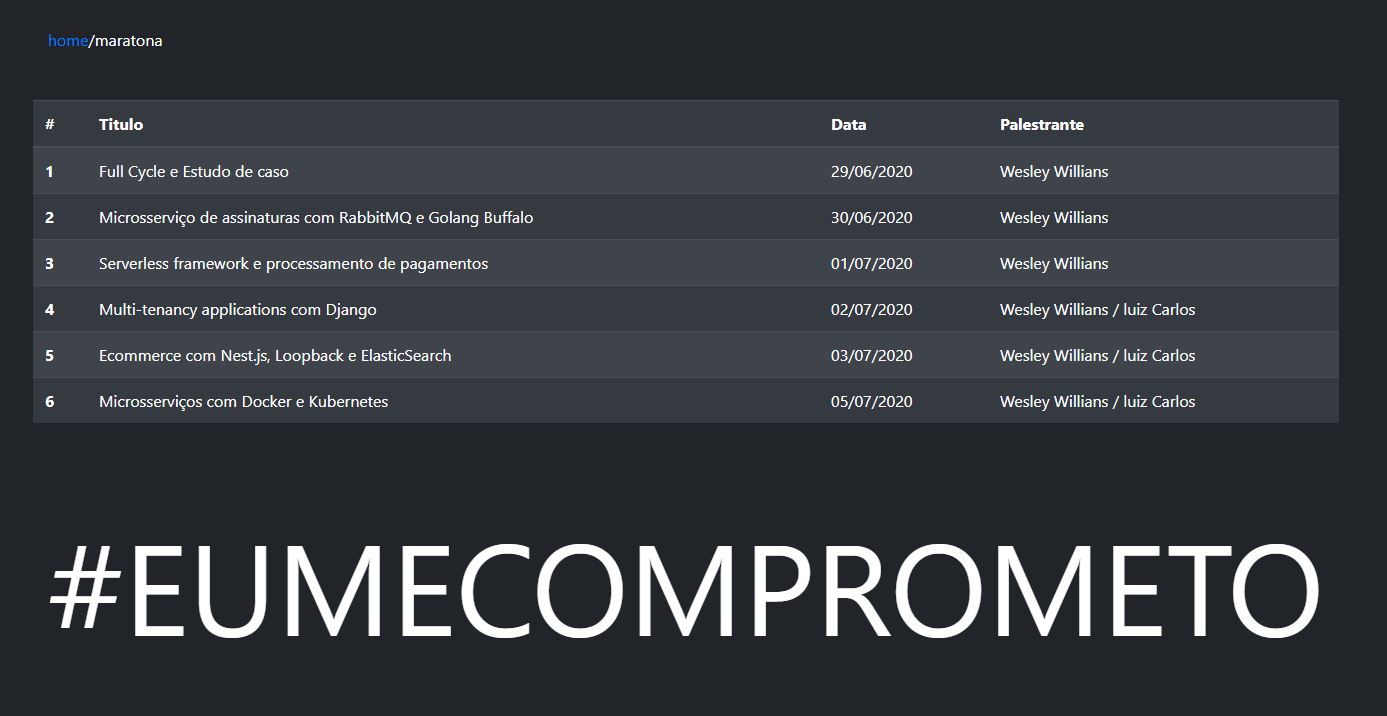 home/maratona
# Titulo Data Palestrante
1 Full Cycle e Estudo de caso 29/06/2020 Wesley Willians
2 Microsserviço de assinaturas com RabbitMQ e Golang Buffalo 30/06/2020 Wesley Willians
3 Serverless framework e processamento de pagamentos 01/07/2020 Wesley Willians
4 Multi-tenancy applications com Django 02/07/2020 Wesley Willians / luiz Carlos
5 Ecommerce com Nest.js, Loopback e ElasticSearch 03/07/2020 Wesley Willians / luiz Carlos
6 Microsserviços com Docker e Kubernetes 05/07/2020 Wesley Willians / luiz Carlos
#EUMECOMPROMETO